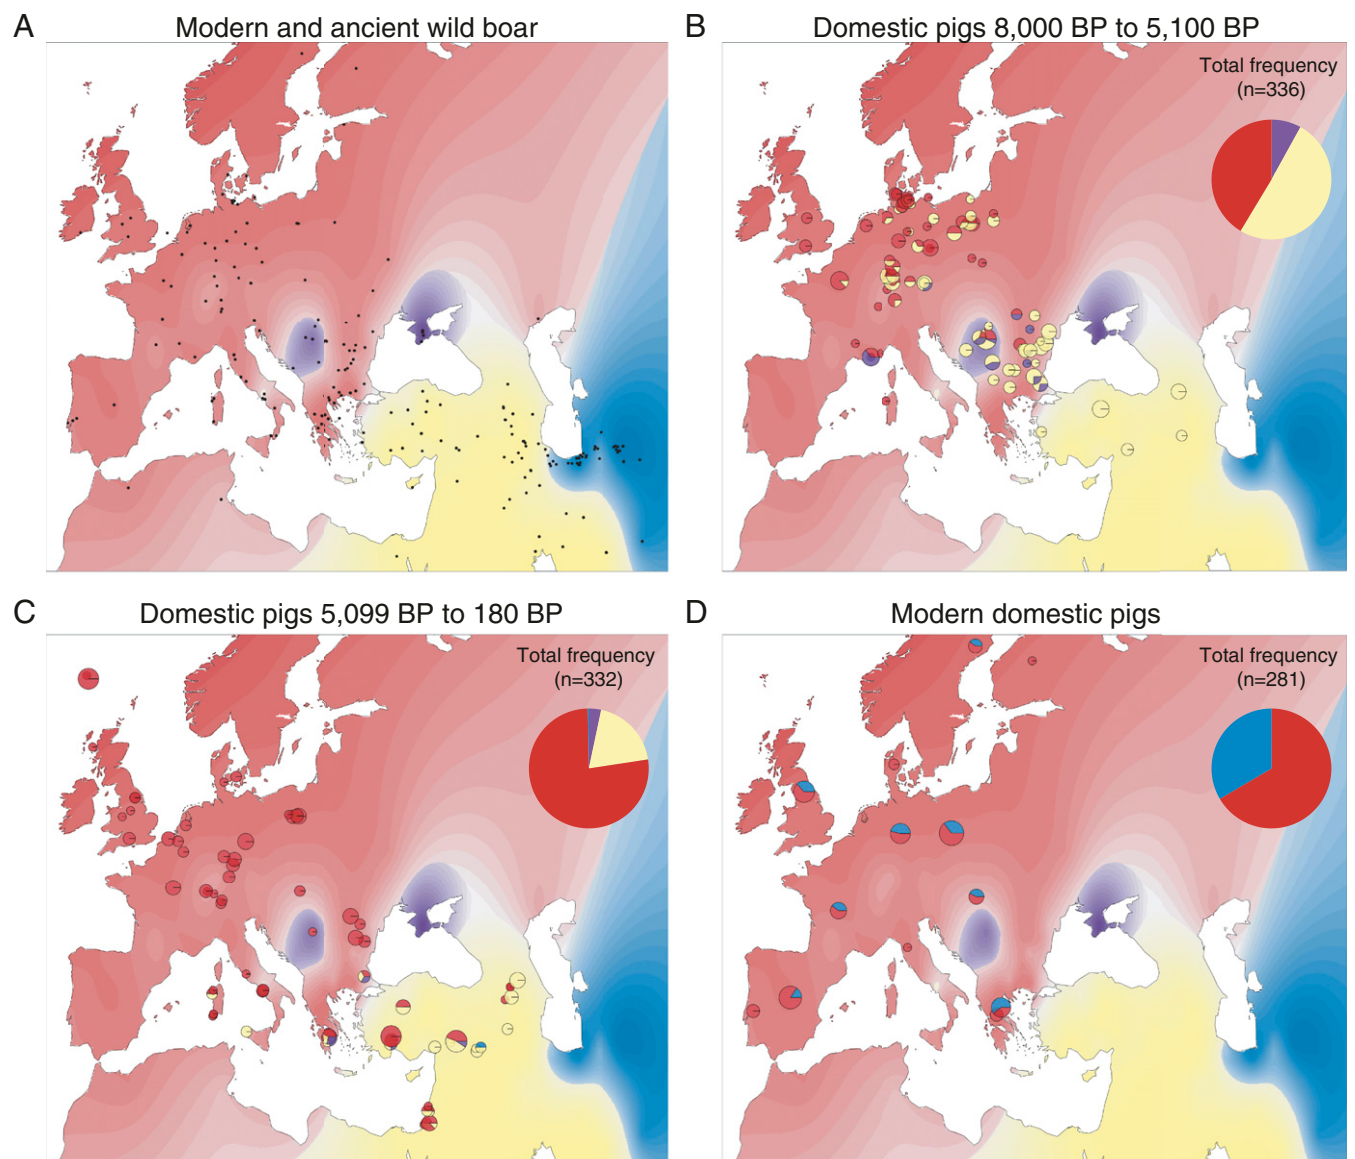 A Modern and ancient wild boar
B Domestic pigs 8,000 BP to 5,100 BP
Total frequency
(n=336)
C Domestic pigs 5,099 BP to 180 BP
Total frequency
(n=332)
D Modern domestic pigs
Total frequency
(n=281)